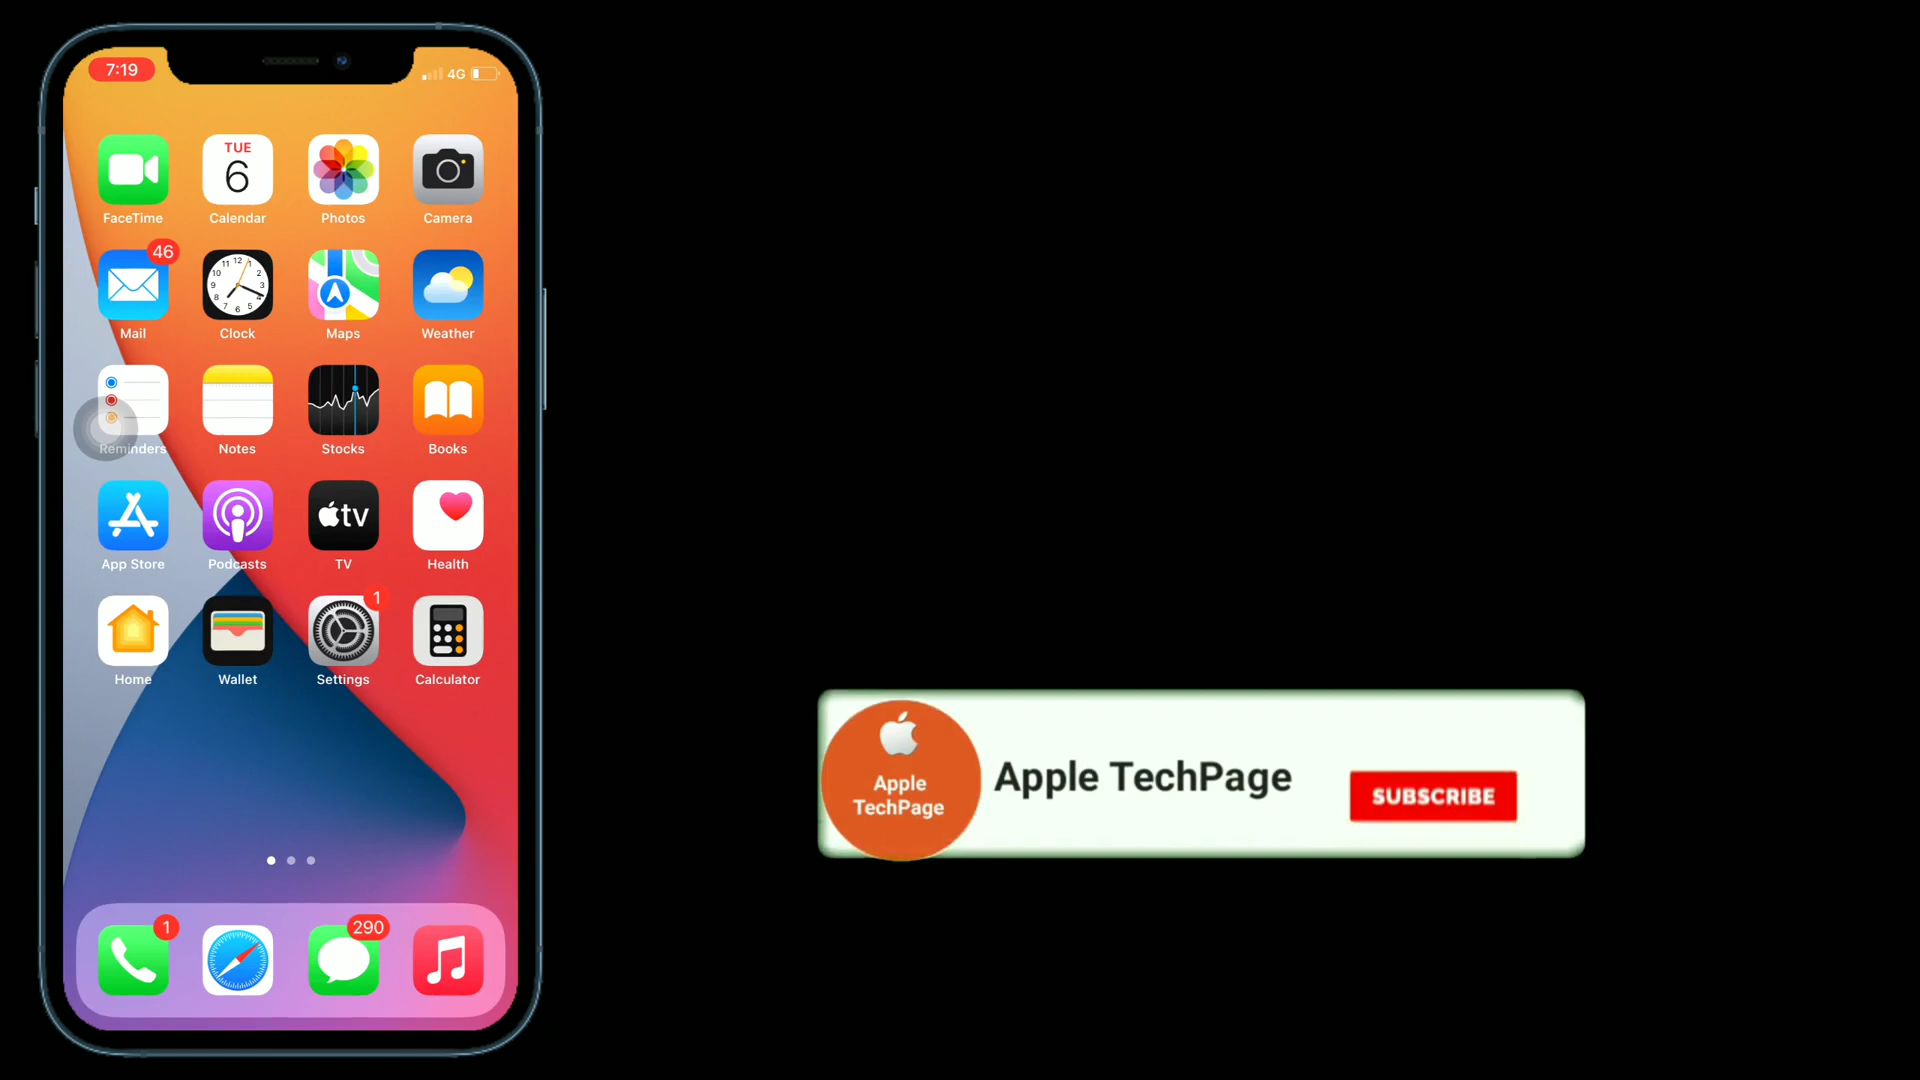 7:19
4G
TUE
6
FaceTime
Calendar
Photos
Camera
46
Mail
Clock
Maps
Weather
Reminders
Notes
Stocks
Books
tv
App Store
Podcasts
TV
Health
1
Home
Wallet
Settings
Calculator
1
290
Apple
TechPage
Apple TechPage
SUBSCRIBE